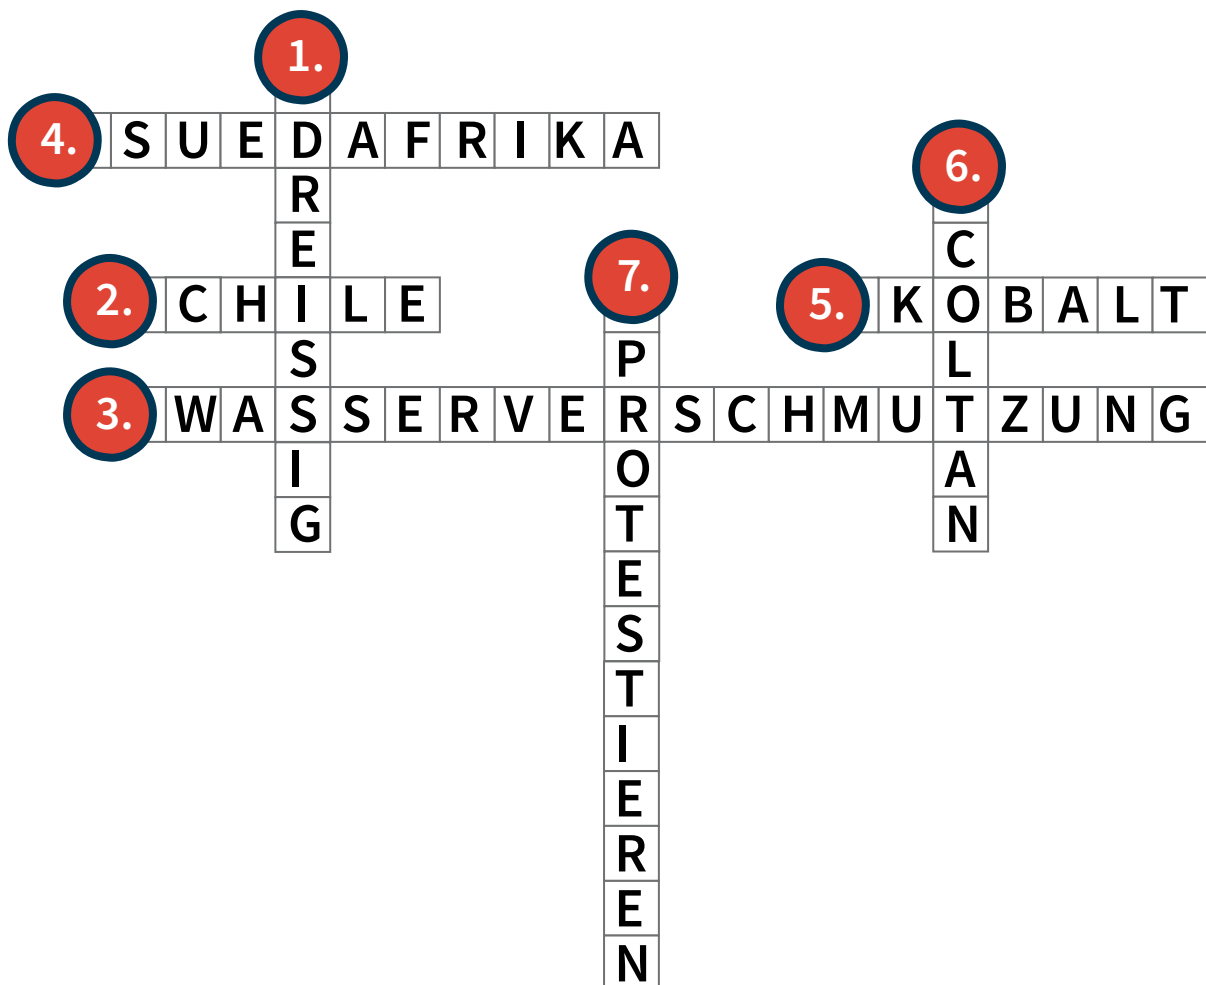 1. DREISSIG
4. SUEDAFRIKA
6. COLTAN
2. CHILE
7. PROTESTIEREN
5. KOBALT
3. WASSERVERSCHMUTZUNG